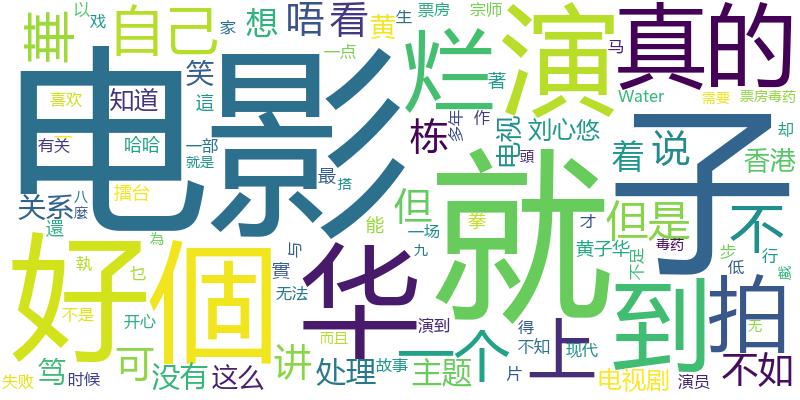 电影
就
子
华
好
個
演
到
烂
真的
拍
上
一个
自己
不
不如
但是
但
说
着
看
唔
想
笑
黄
生
票房
宗师
以
戏
家
一点
马
喜欢
知道
這
著
多年
作
Water
需要
票房毒药
却
有关
哈哈
一部
就是
栋
电视
刘心悠
頭
香港
最
搭
关系
八
麼
擂台
還
能
一场
拳
才
黄子华
毒药
步
行
九
為
執
乜
实
与
无法
不足
低
不是
开心
而且
演到
得
不知
现代
无
可
讲
笃
没有
这么
处理
故事
主题
片
电视剧
演员
失败
时候